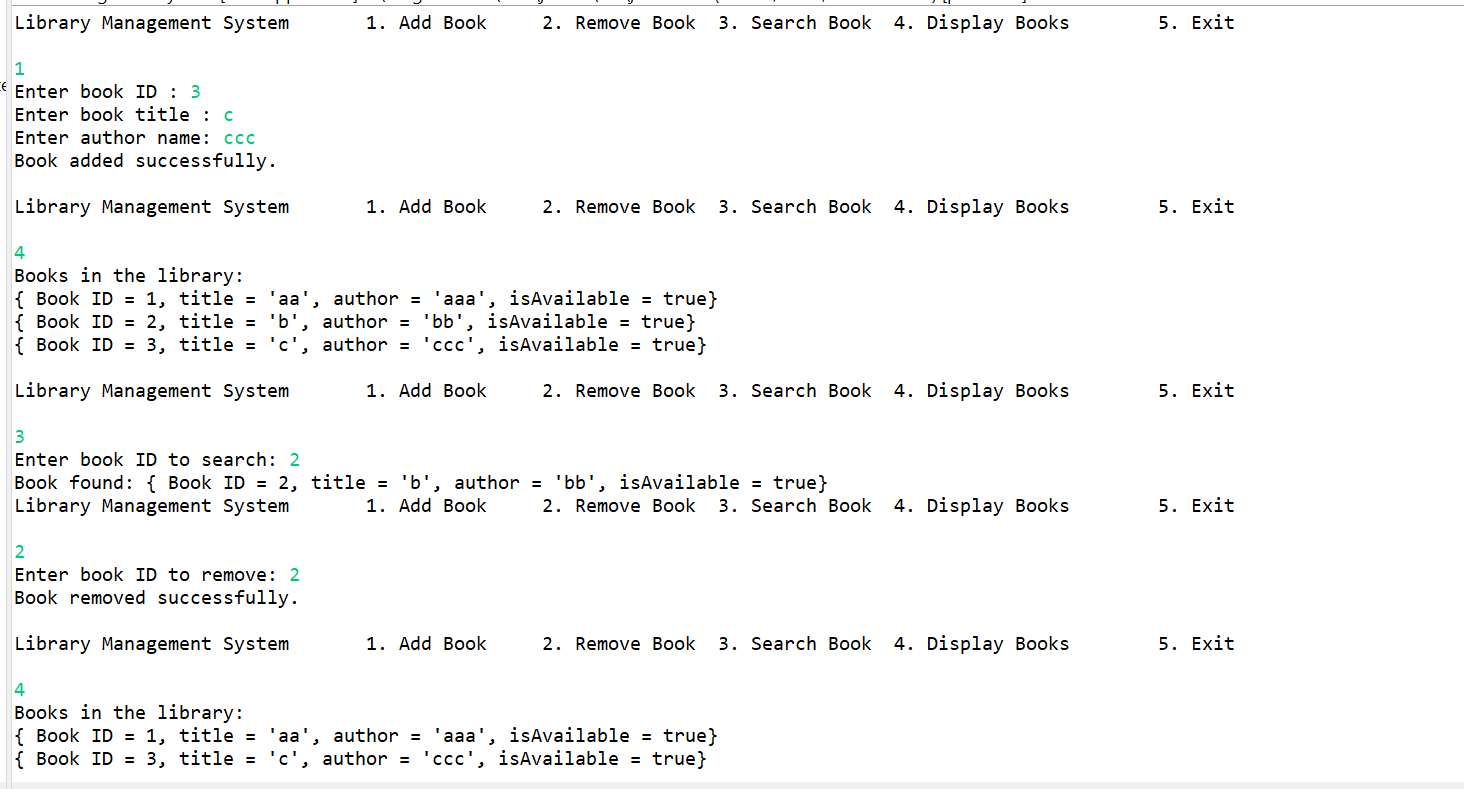 Library Management System 1. Add Book 2. Remove Book 3. Search Book 4. Display Books 5. Exit
1
Enter book ID : 3
Enter book title : c
Enter author name: ccc
Book added successfully.
Library Management System 1. Add Book 2. Remove Book 3. Search Book 4. Display Books 5. Exit
4
Books in the library:
{ Book ID = 1, title = 'aa', author = 'aaa', isAvailable = true}
{ Book ID = 2, title = 'b', author = 'bb', isAvailable = true}
{ Book ID = 3, title = 'c', author = 'ccc', isAvailable = true}
Library Management System 1. Add Book 2. Remove Book 3. Search Book 4. Display Books 5. Exit
3
Enter book ID to search: 2
Book found: { Book ID = 2, title = 'b', author = 'bb', isAvailable = true}
Library Management System 1. Add Book 2. Remove Book 3. Search Book 4. Display Books 5. Exit
2
Enter book ID to remove: 2
Book removed successfully.
Library Management System 1. Add Book 2. Remove Book 3. Search Book 4. Display Books 5. Exit
4
Books in the library:
{ Book ID = 1, title = 'aa', author = 'aaa', isAvailable = true}
{ Book ID = 3, title = 'c', author = 'ccc', isAvailable = true}